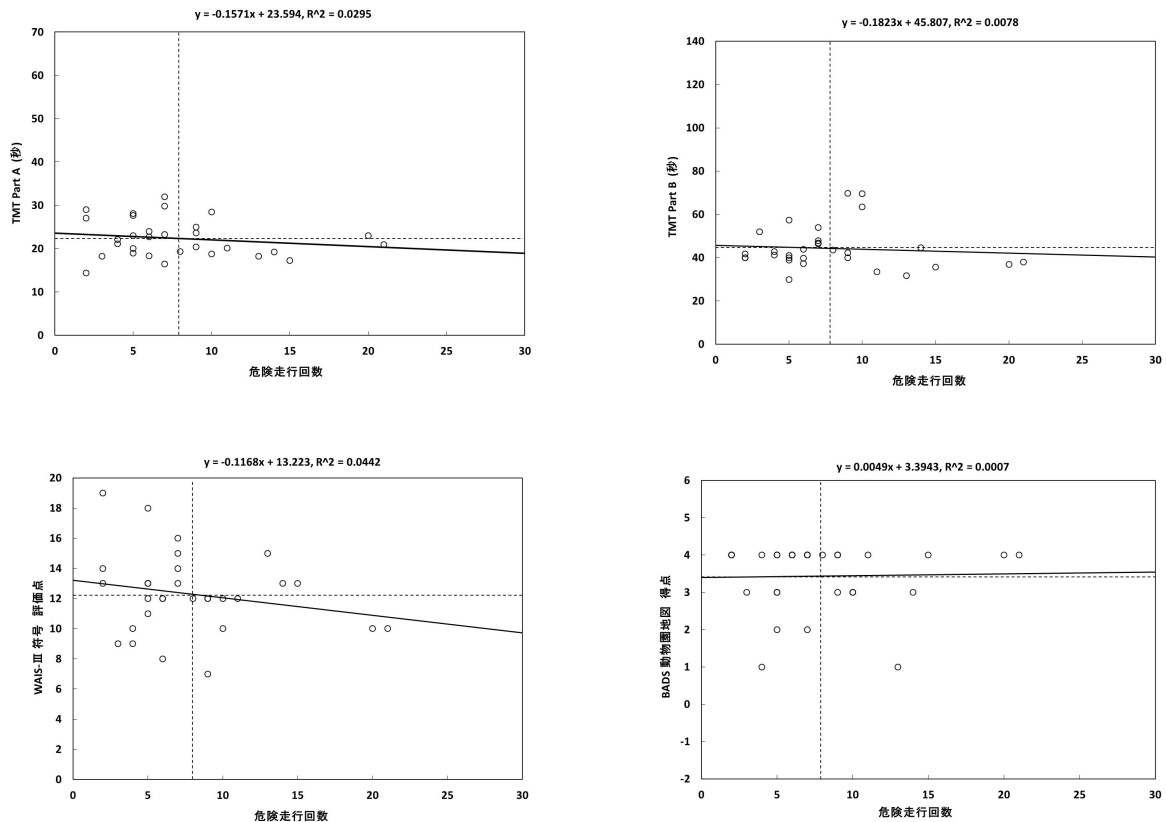 y = -0.1571x + 23.594, R^2 = 0.0295
70
60
50
40
30
20
10
0
TMT Part A (秒)
0 5 10 15 20 25 30
危険走行回数
y = -0.1823x + 45.807, R^2 = 0.0078
140
120
100
80
60
40
20
0
TMT Part B (秒)
0 5 10 15 20 25 30
危険走行回数
y = -0.1168x + 13.223, R^2 = 0.0442
20
18
16
14
12
10
8
6
4
2
0
WAIS-III 符号 評価点
0 5 10 15 20 25 30
危険走行回数
y = 0.0049x + 3.3943, R^2 = 0.0007
6
5
4
3
2
1
0
-1
-2
BADS 動物園地図 得点
0 5 10 15 20 25 30
危険走行回数